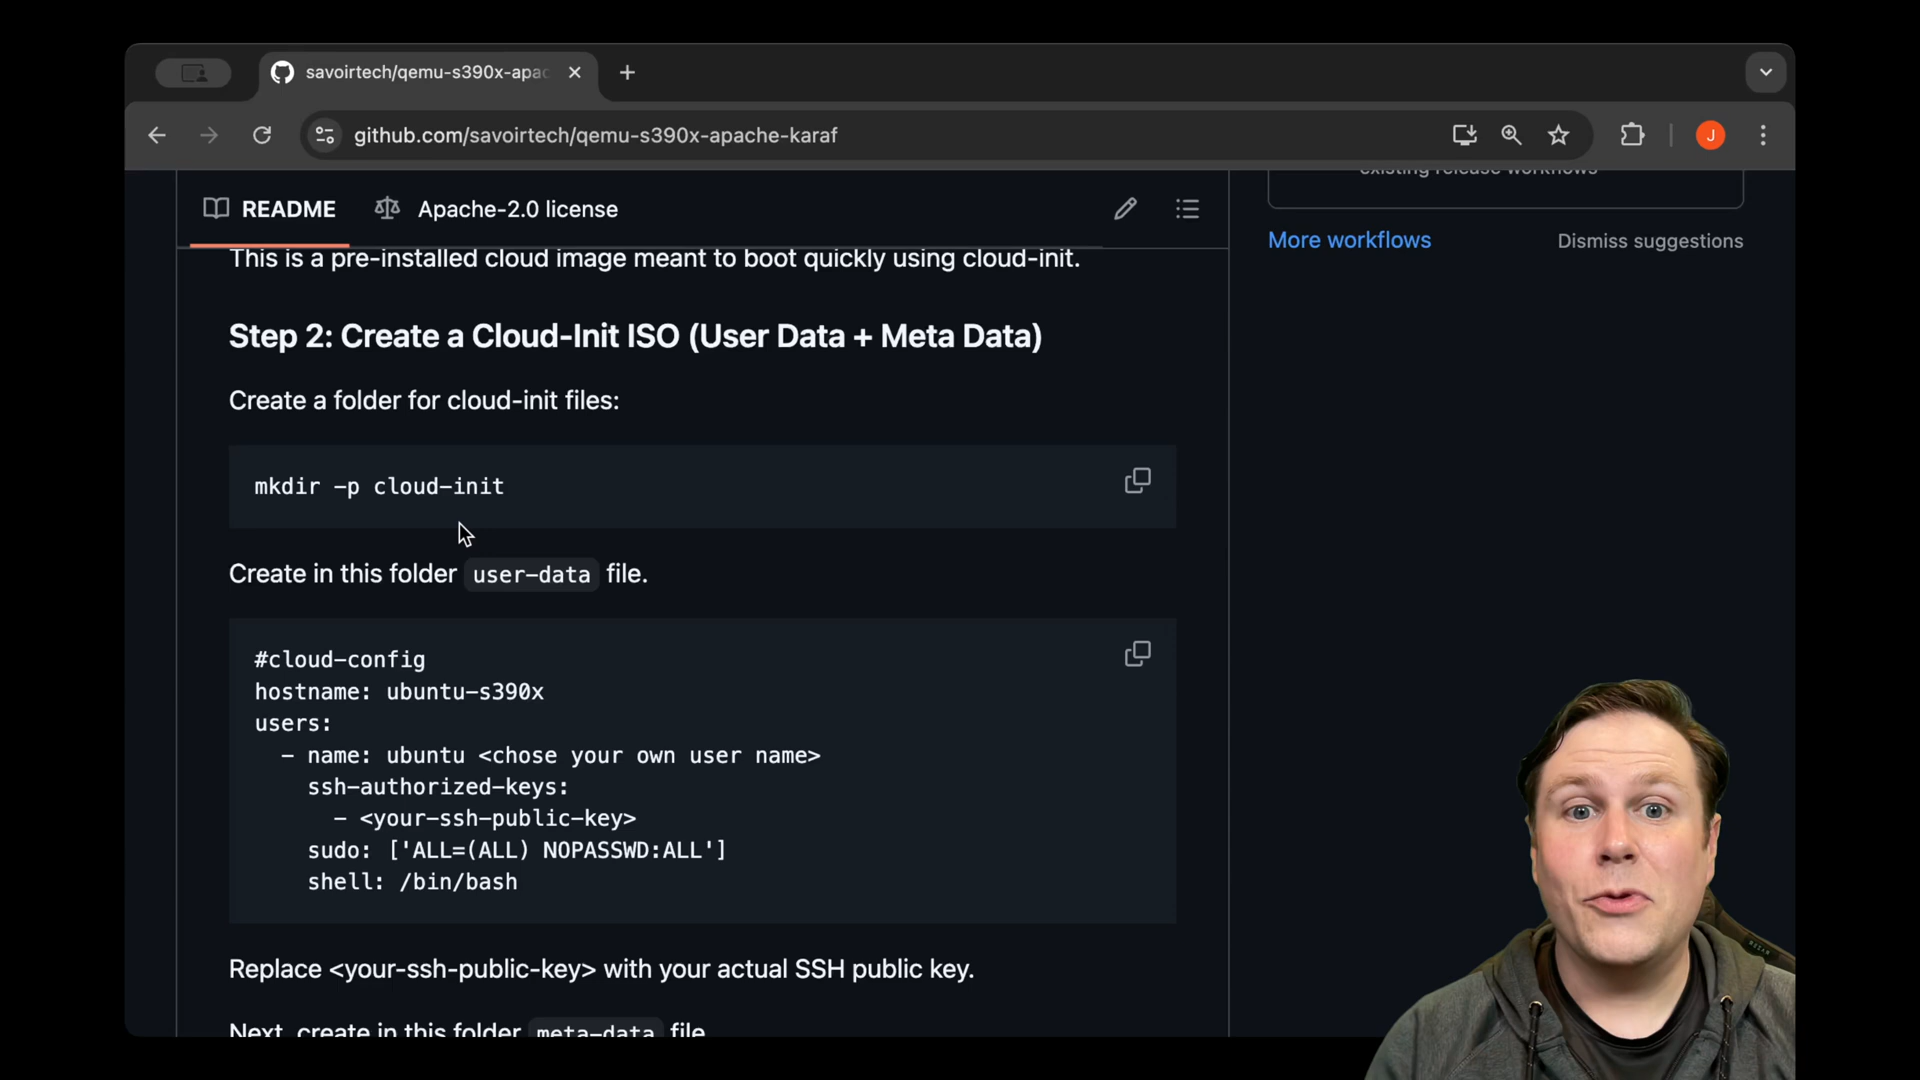 savoirtech/qemu-s390x-apac
github.com/savoirtech/qemu-s390x-apache-karaf
J
README
Apache-2.0 license
existing release workflows
More workflows
Dismiss suggestions
This is a pre-installed cloud image meant to boot quickly using cloud-init.
Step 2: Create a Cloud-Init ISO (User Data + Meta Data)
Create a folder for cloud-init files:
mkdir -p cloud-init
Create in this folder user-data file.
#cloud-config
hostname: ubuntu-s390x
users:
- name: ubuntu <chose your own user name>
ssh-authorized-keys:
- <your-ssh-public-key>
sudo: ['ALL=(ALL) NOPASSWD:ALL']
shell: /bin/bash
Replace <your-ssh-public-key> with your actual SSH public key.
Next, create in this folder meta-data file